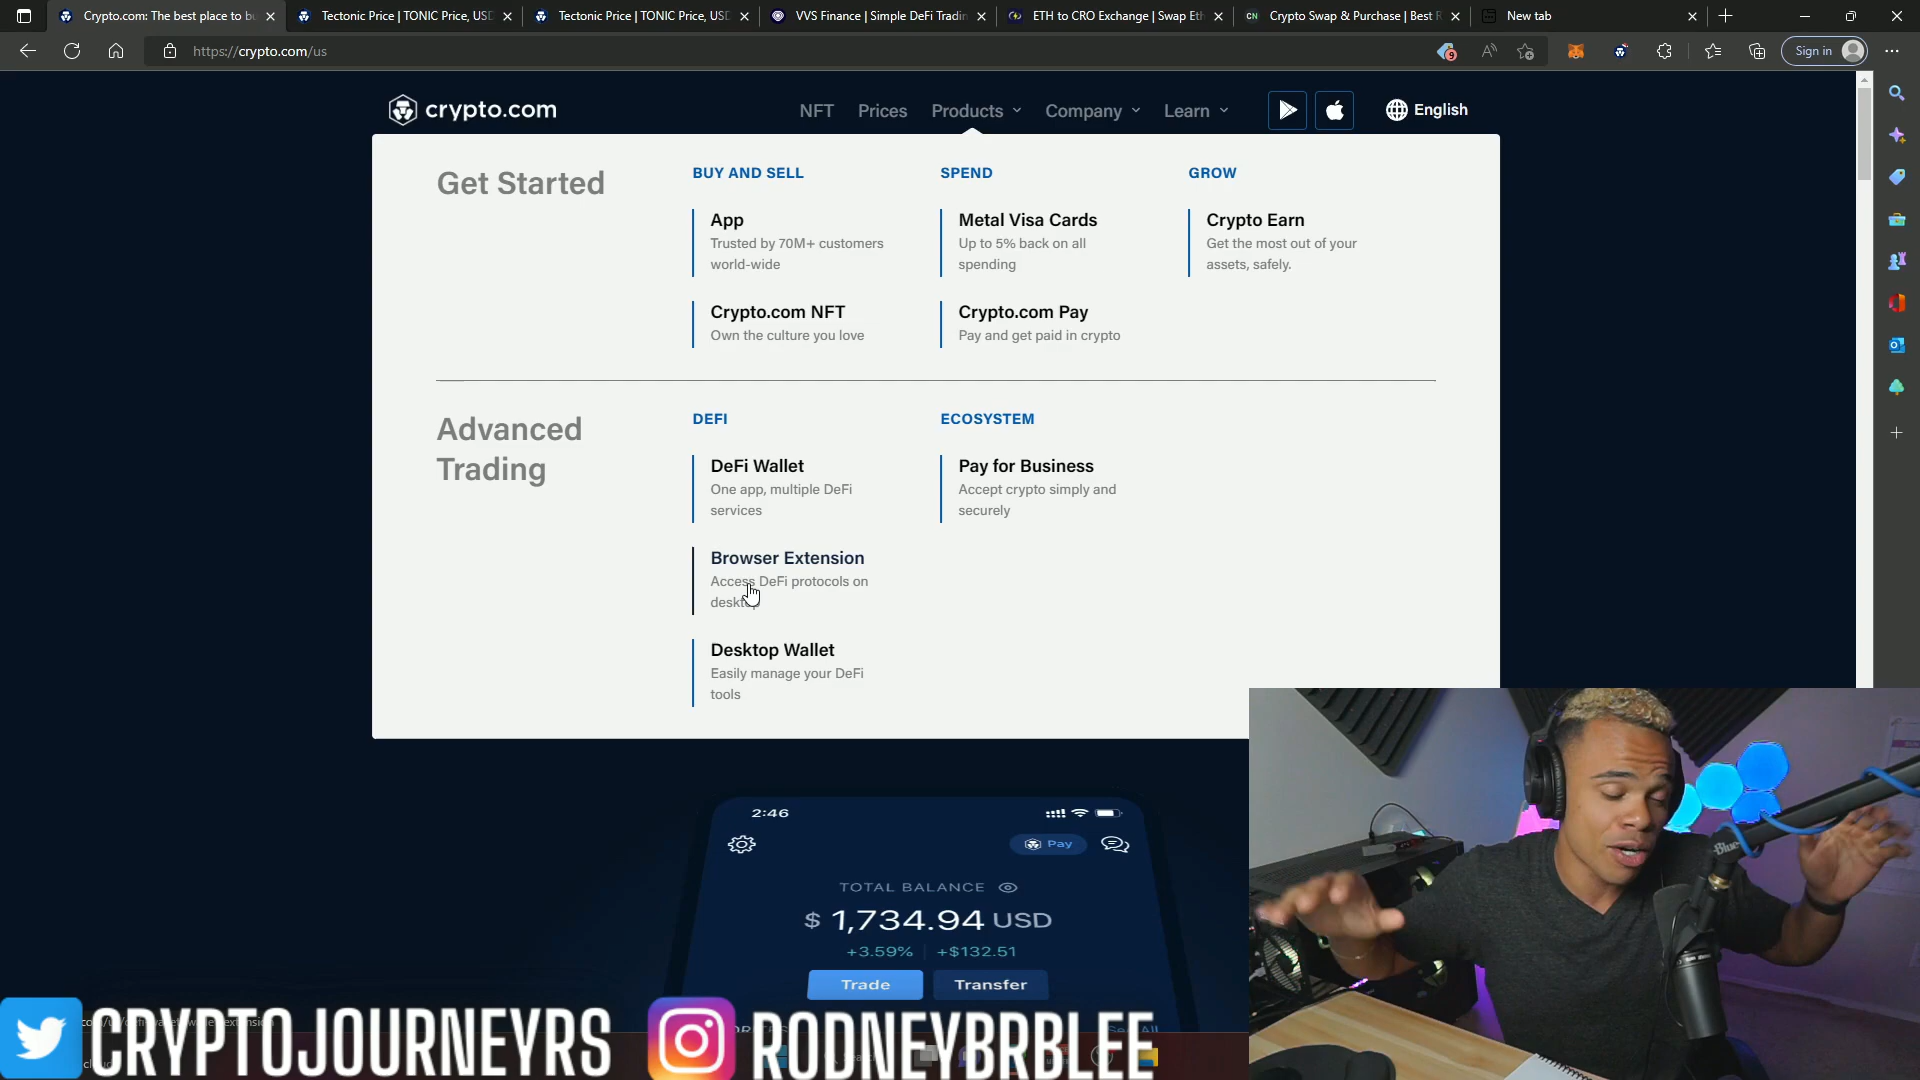 Crypto.com: The best place to bu
Tectonic Price | TONIC Price, USD
Tectonic Price | TONIC Price, USD
VVS Finance | Simple DeFi Tradin
ETH to CRO Exchange | Swap Eth
CN
Crypto Swap & Purchase | Best R
New tab
https://crypto.com/us
9
Sign in
crypto.com
NFT
Prices
Products
Company
Learn
English
Get Started
BUY AND SELL
App
Trusted by 70M+ customers
world-wide
Crypto.com NFT
Own the culture you love
SPEND
Metal Visa Cards
Up to 5% back on all
spending
Crypto.com Pay
Pay and get paid in crypto
GROW
Crypto Earn
Get the most out of your
assets, safely.
Advanced
Trading
DEFI
DeFi Wallet
One app, multiple DeFi
services
Browser Extension
Access DeFi protocols on
desktop
Desktop Wallet
Easily manage your DeFi
tools
ECOSYSTEM
Pay for Business
Accept crypto simply and
securely
2:46
Pay
TOTAL BALANCE
$ 1,734.94 USD
+3.59% | +$132.51
Trade
Transfer
See All
CRYPTOJOURNEYRS
RODNEYBRBLEE
Blue